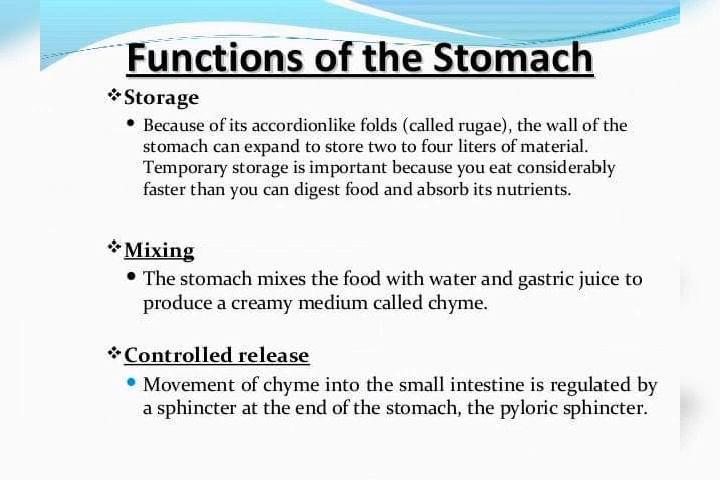 Functions of the Stomach
❖Storage
• Because of its accordionlike folds (called rugae), the wall of the
stomach can expand to store two to four liters of material.
Temporary storage is important because you eat considerably
faster than you can digest food and absorb its nutrients.
❖Mixing
• The stomach mixes the food with water and gastric juice to
produce a creamy medium called chyme.
❖Controlled release
• Movement of chyme into the small intestine is regulated by
a sphincter at the end of the stomach, the pyloric sphincter.